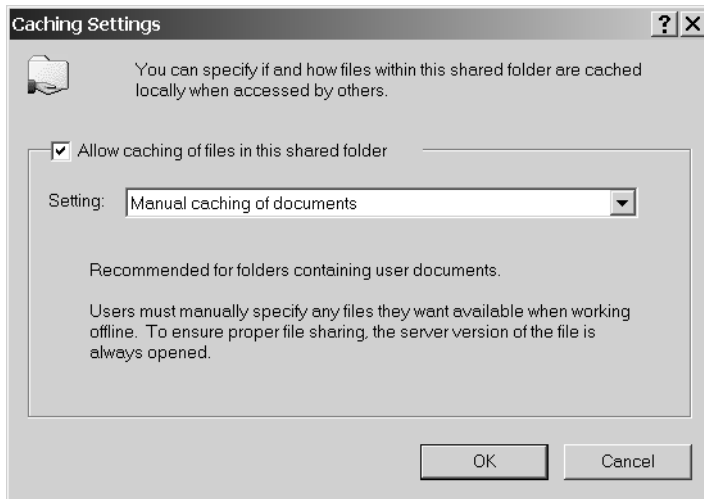 Caching Settings
You can specify if and how files within this shared folder are cached
locally when accessed by others.
Allow caching of files in this shared folder
Setting: Manual caching of documents
Recommended for folders containing user documents.
Users must manually specify any files they want available when working
offline. To ensure proper file sharing, the server version of the file is
always opened.
OK Cancel